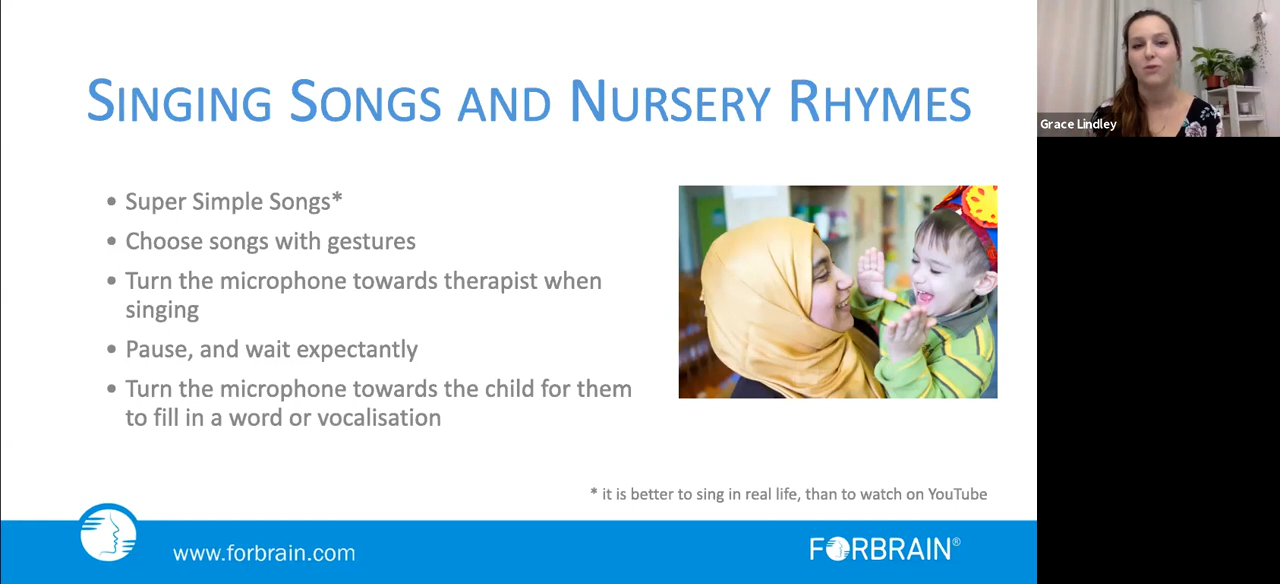 SINGING SONGS AND NURSERY RHYMES
Grace Lindley
• Super Simple Songs*
• Choose songs with gestures
• Turn the microphone towards therapist when
singing
• Pause, and wait expectantly
• Turn the microphone towards the child for them
to fill in a word or vocalisation
* it is better to sing in real life, than to watch on YouTube
www.forbrain.com
FORBRAIN®